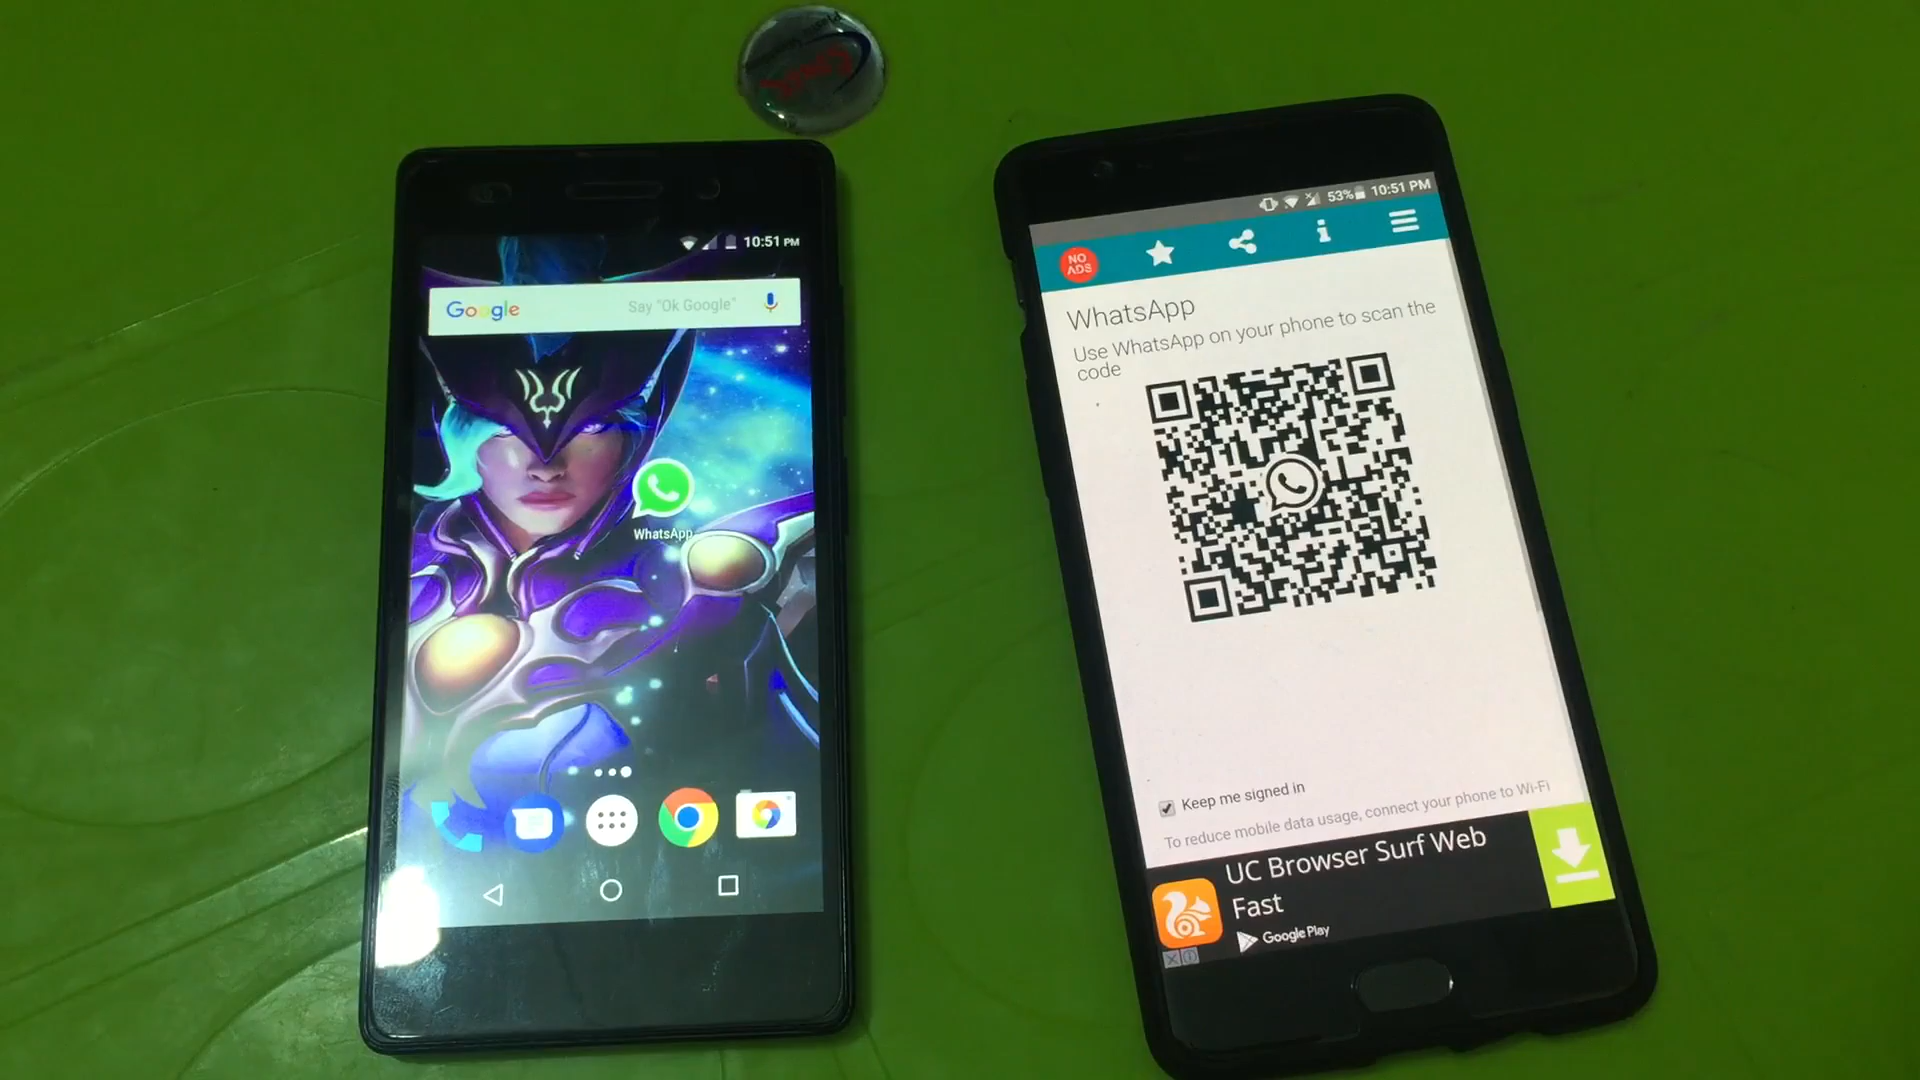 10:51 PM
Google
Say "Ok Google"
WhatsApp
53% 10:51 PM
NO
ADS
WhatsApp
Use WhatsApp on your phone to scan the
code
Keep me signed in
To reduce mobile data usage, connect your phone to Wi-Fi
UC Browser Surf Web
Fast
Google Play